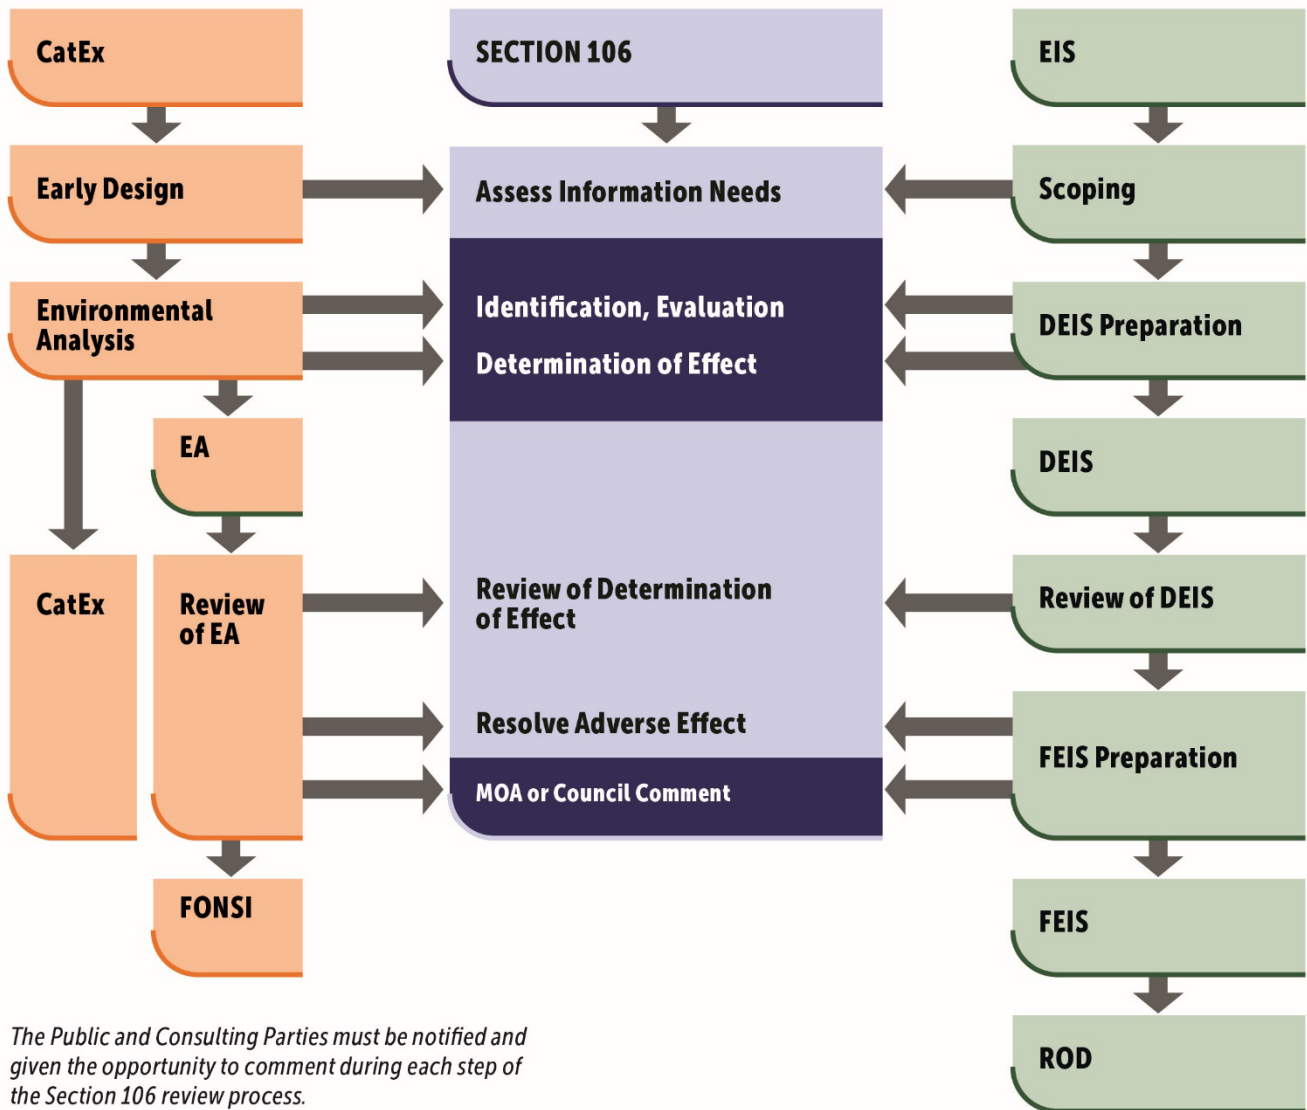 CatEx
SECTION 106
EIS
Early Design
Assess Information Needs
Scoping
Environmental
Analysis
Identification, Evaluation
Determination of Effect
DEIS Preparation
EA
DEIS
CatEx
Review
of EA
Review of Determination
of Effect
Review of DEIS
Resolve Adverse Effect
MOA or Council Comment
FEIS Preparation
FONSI
FEIS
ROD
The Public and Consulting Parties must be notified and
given the opportunity to comment during each step of
the Section 106 review process.